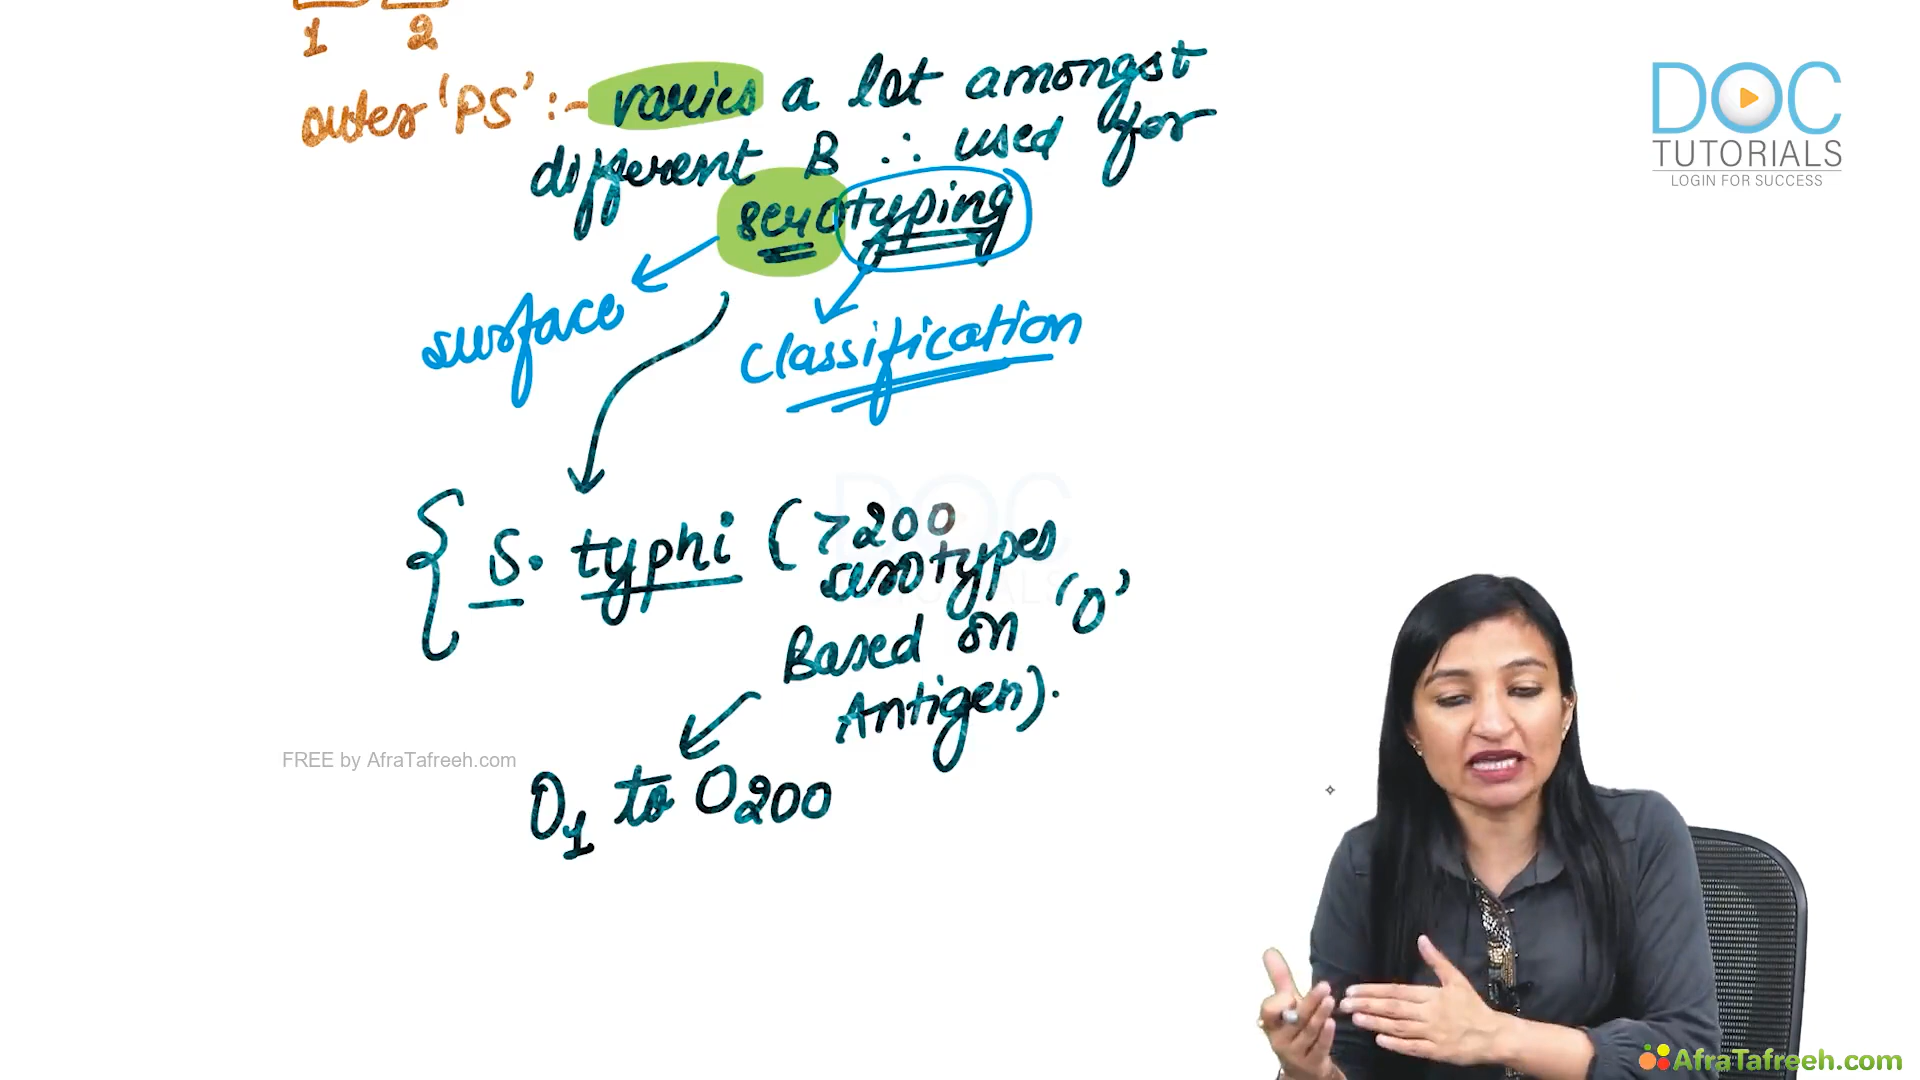 1 2
outer 'PS' :- varies a lot amongst
different B ∴ used for
serotyping
surface
classification
S. typhi ( >200
serotypes
Based on 'O'
Antigen).
O1 to O200
DOC
TUTORIALS
LOGIN FOR SUCCESS
FREE by AfraTafreeh.com
AfraTafreeh.com